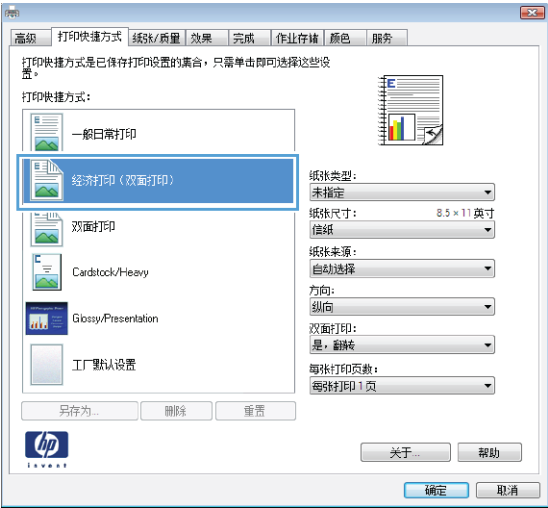 高级 打印快捷方式 纸张/质量 效果 完成 作业存储 颜色 服务
打印快捷方式是已保存打印设置的集合，只需单击即可选择这些设
置。
打印快捷方式：
一般日常打印
经济打印（双面打印）
双面打印
Cardstock/Heavy
Glossy/Presentation
工厂默认设置
另存为... 删除 重置
纸张类型：
未指定
纸张尺寸： 8.5 × 11 英寸
信纸
纸张来源：
自动选择
方向：
纵向
双面打印：
是，翻转
每张打印页数：
每张打印 1 页
hp
invent
关于... 帮助
确定 取消